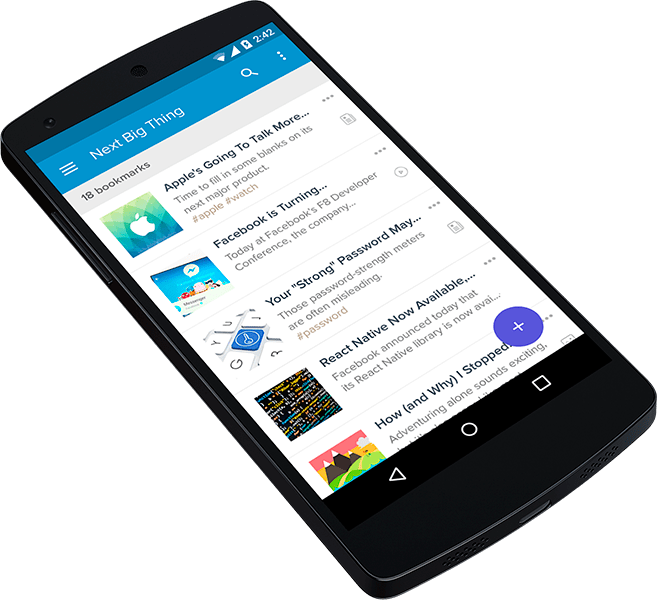 2:42
Next Big Thing
18 bookmarks
Apple's Going To Talk More...
Time to fill in some blanks on its
next major product.
#apple #watch
Facebook is Turning...
Today at Facebook's F8 Developer
Conference, the company...
Messenger
Your "Strong" Password May...
Those password-strength meters
are often misleading.
#password
React Native Now Available,...
Facebook announced today that
its React Native library is now avai...
How (and Why) I Stopped
Adventuring alone sounds exciting,